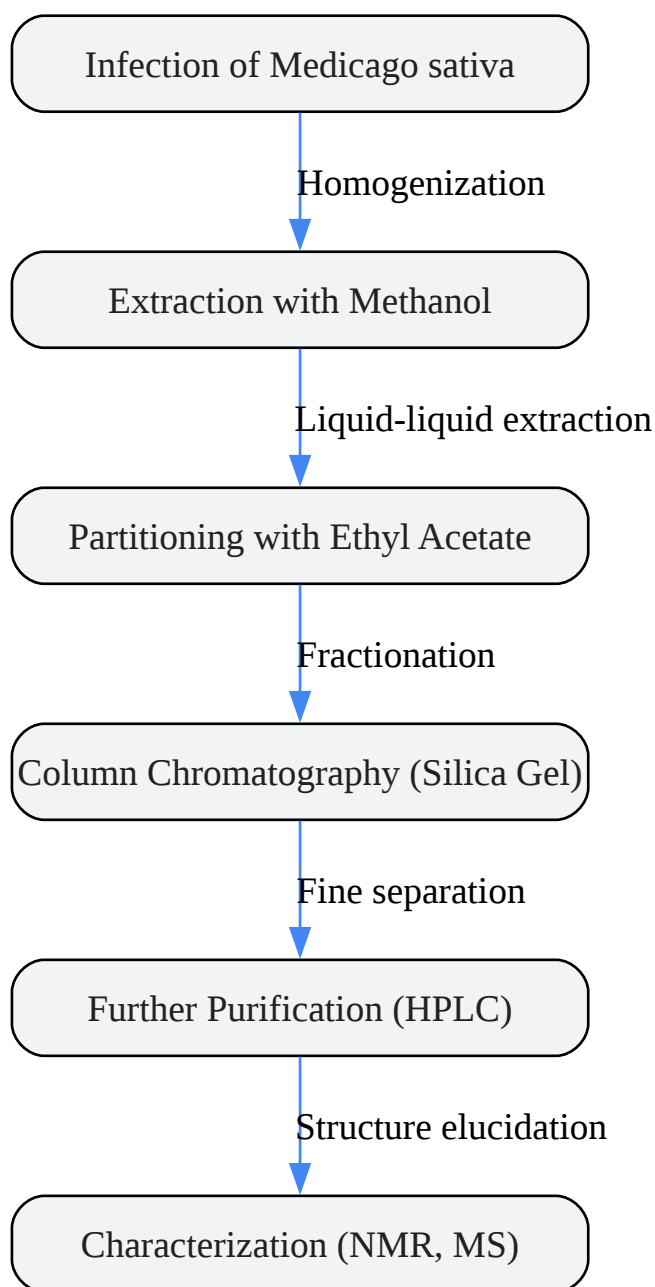 Infection of Medicago sativa
Homogenization
Extraction with Methanol
Liquid-liquid extraction
Partitioning with Ethyl Acetate
Fractionation
Column Chromatography (Silica Gel)
Fine separation
Further Purification (HPLC)
Structure elucidation
Characterization (NMR, MS)